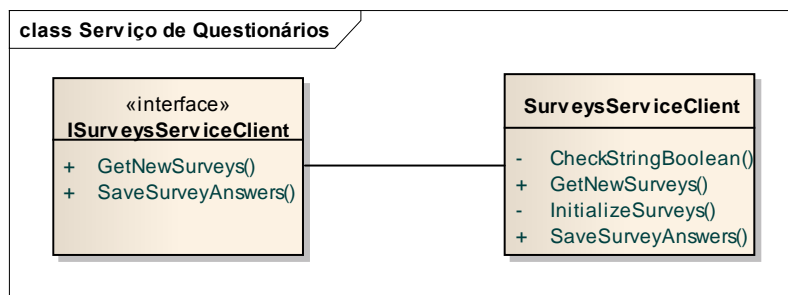 class Serviço de Questionários
«interface»
ISurveysServiceClient
+ GetNewSurveys()
+ SaveSurveyAnswers()
SurveysServiceClient
- CheckStringBoolean()
+ GetNewSurveys()
- InitializeSurveys()
+ SaveSurveyAnswers()